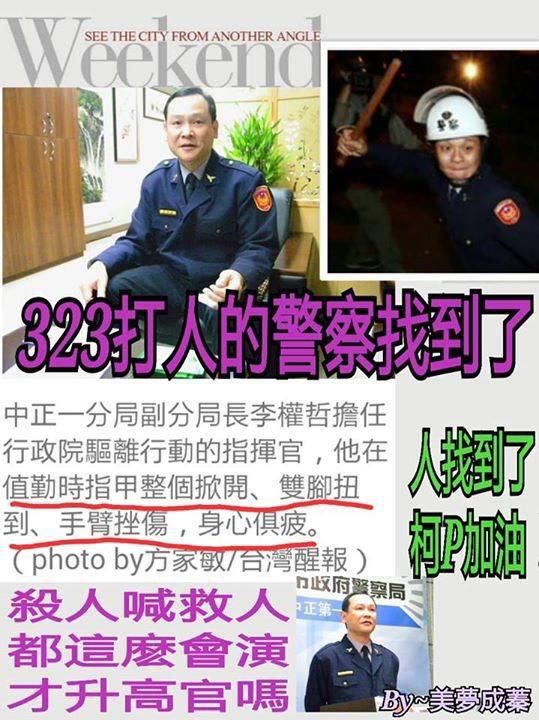 SEE THE CITY FROM ANOTHER ANGLE
Weekend
323打人的警察找到了
中正一分局副分局長李權哲擔任
行政院驅離行動的指揮官，他在
值勤時指甲整個掀開、雙腳扭
到、手臂挫傷，身心俱疲。
（photo by方家敏/台灣醒報）
人找到了
柯P加油
殺人喊救人
都這麼會演
才升高官嗎
市政府警察局
中正第一
By~美夢成蓁